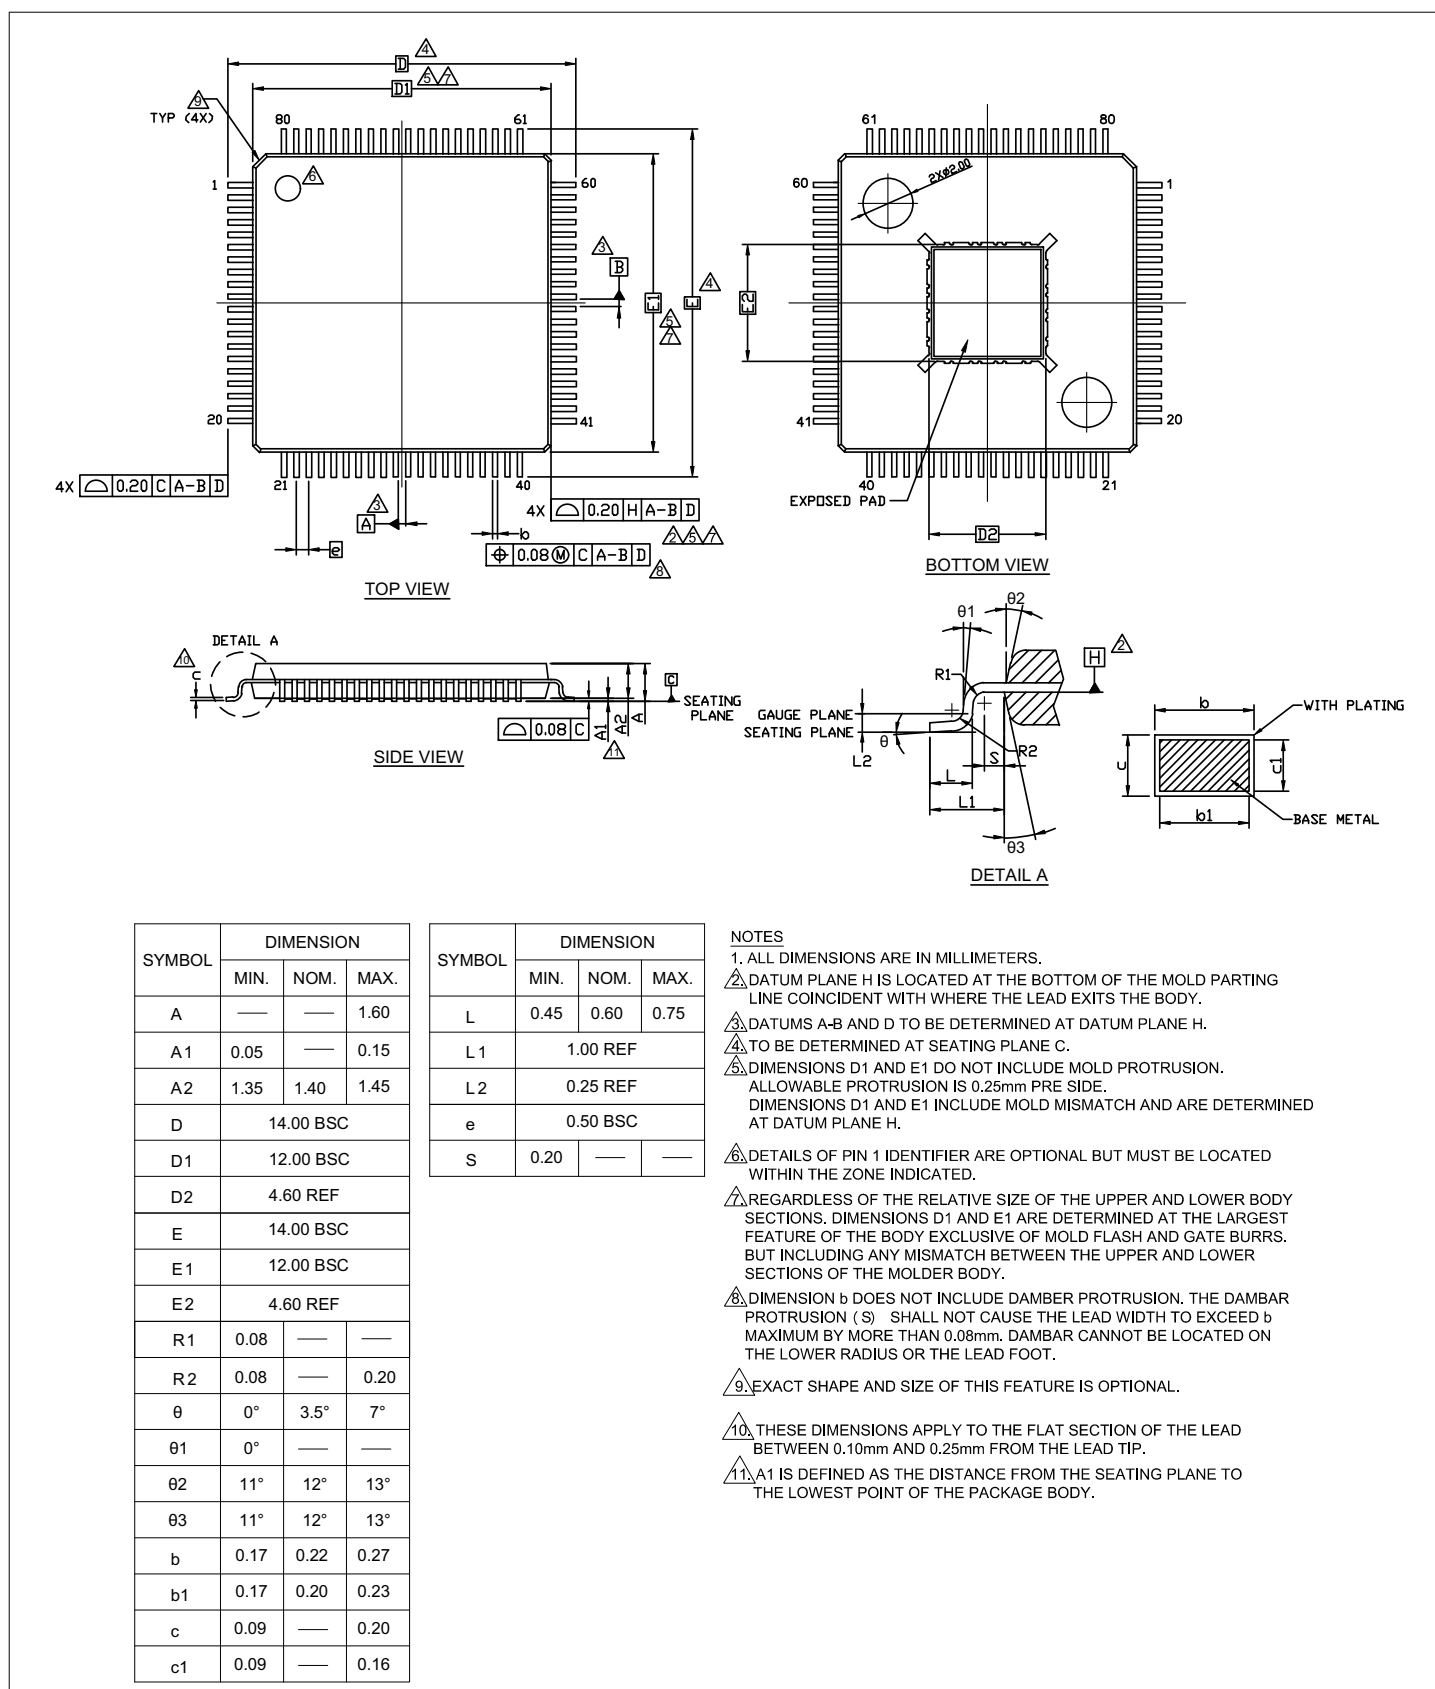 D
4
D1
5 7
9
TYP (4X)
80
61
1
6
60
3
B
E1
E
4
5
7
20
41
4X 0.20 C A-B D
21
40
3
A
e
b
4X 0.20 H A-B D
2 5 7
0.08 M C A-B D
8
TOP VIEW
61
80
60
1
2XØ2.00
E2
41
20
40
21
EXPOSED PAD
D2
BOTTOM VIEW
DETAIL A
10
c
C
SEATING
PLANE
A1
A2
A
0.08 C
11
SIDE VIEW
θ2
θ1
R1
H
2
GAUGE PLANE
SEATING PLANE
θ
L2
R2
S
L
L1
θ3
DETAIL A
b
WITH PLATING
c
c1
b1
BASE METAL
SYMBOL DIMENSION
MIN. NOM. MAX.
A — — 1.60
A1 0.05 — 0.15
A2 1.35 1.40 1.45
D 14.00 BSC
D1 12.00 BSC
D2 4.60 REF
E 14.00 BSC
E1 12.00 BSC
E2 4.60 REF
R1 0.08 — —
R2 0.08 — 0.20
θ 0° 3.5° 7°
θ1 0° — —
θ2 11° 12° 13°
θ3 11° 12° 13°
b 0.17 0.22 0.27
b1 0.17 0.20 0.23
c 0.09 — 0.20
c1 0.09 — 0.16
SYMBOL DIMENSION
MIN. NOM. MAX.
L 0.45 0.60 0.75
L1 1.00 REF
L2 0.25 REF
e 0.50 BSC
S 0.20 — —
NOTES
1. ALL DIMENSIONS ARE IN MILLIMETERS.
2. DATUM PLANE H IS LOCATED AT THE BOTTOM OF THE MOLD PARTING
LINE COINCIDENT WITH WHERE THE LEAD EXITS THE BODY.
3. DATUMS A-B AND D TO BE DETERMINED AT DATUM PLANE H.
4. TO BE DETERMINED AT SEATING PLANE C.
5. DIMENSIONS D1 AND E1 DO NOT INCLUDE MOLD PROTRUSION.
ALLOWABLE PROTRUSION IS 0.25mm PRE SIDE.
DIMENSIONS D1 AND E1 INCLUDE MOLD MISMATCH AND ARE DETERMINED
AT DATUM PLANE H.
6. DETAILS OF PIN 1 IDENTIFIER ARE OPTIONAL BUT MUST BE LOCATED
WITHIN THE ZONE INDICATED.
7. REGARDLESS OF THE RELATIVE SIZE OF THE UPPER AND LOWER BODY
SECTIONS. DIMENSIONS D1 AND E1 ARE DETERMINED AT THE LARGEST
FEATURE OF THE BODY EXCLUSIVE OF MOLD FLASH AND GATE BURRS.
BUT INCLUDING ANY MISMATCH BETWEEN THE UPPER AND LOWER
SECTIONS OF THE MOLDER BODY.
8. DIMENSION b DOES NOT INCLUDE DAMBER PROTRUSION. THE DAMBAR
PROTRUSION ( S) SHALL NOT CAUSE THE LEAD WIDTH TO EXCEED b
MAXIMUM BY MORE THAN 0.08mm. DAMBAR CANNOT BE LOCATED ON
THE LOWER RADIUS OR THE LEAD FOOT.
9. EXACT SHAPE AND SIZE OF THIS FEATURE IS OPTIONAL.
10. THESE DIMENSIONS APPLY TO THE FLAT SECTION OF THE LEAD
BETWEEN 0.10mm AND 0.25mm FROM THE LEAD TIP.
11. A1 IS DEFINED AS THE DISTANCE FROM THE SEATING PLANE TO
THE LOWEST POINT OF THE PACKAGE BODY.